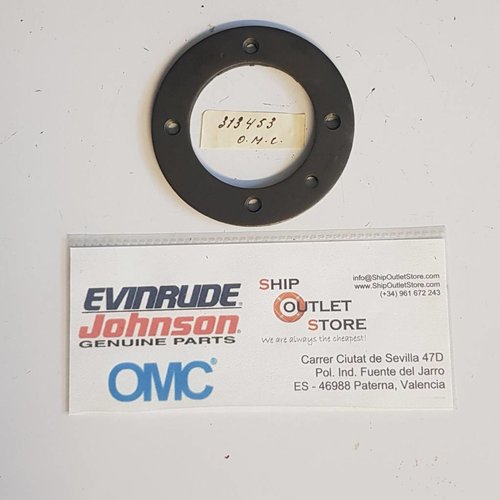 313453
O.M.C.
EVINRUDE
Johnson
GENUINE PARTS
OMC®
SHIP
OUTLET
STORE
We are always the cheapest!
info@ShipOutletStore.com
www.ShipOutletStore.com
(+34) 961 672 243
Carrer Ciutat de Sevilla 47D
Pol. Ind. Fuente del Jarro
ES - 46988 Paterna, Valencia